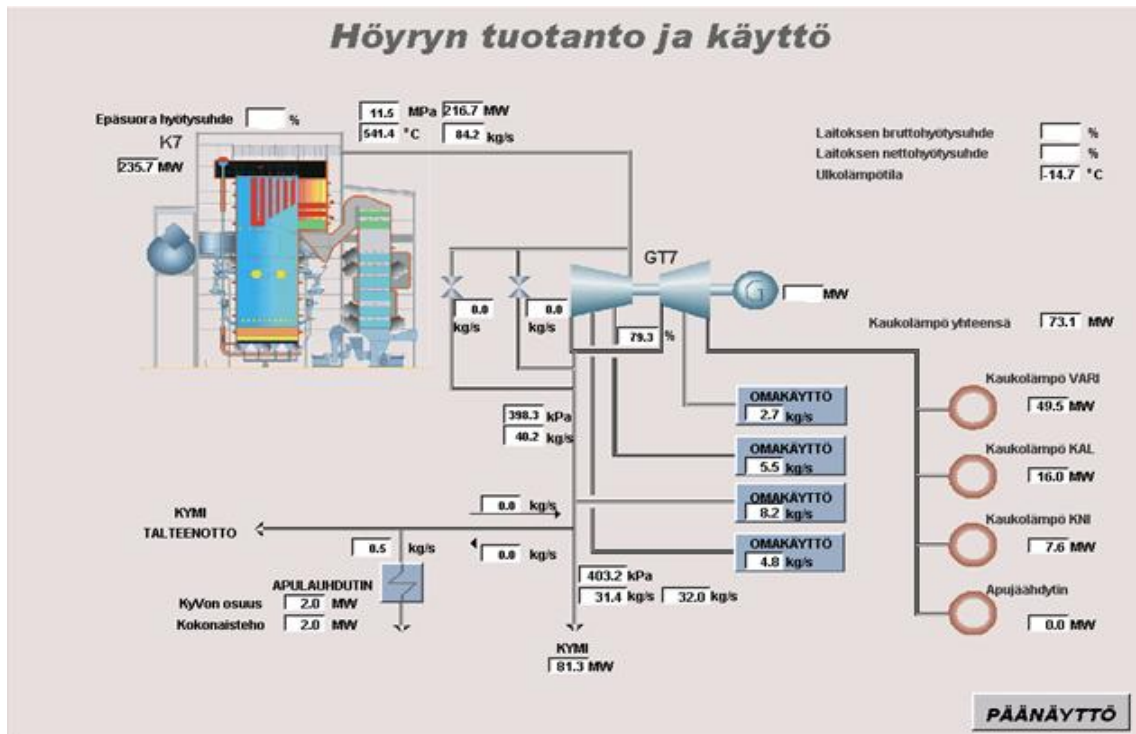 Höyryn tuotanto ja käyttö
Epäsuora hyötysuhde %
K7
235.7 MW
11.5 MPa 216.7 MW
541.4 °C 84.2 kg/s
Laitoksen bruttohyötysuhde %
Laitoksen nettohyötysuhde %
Ulkolämpötila -14.7 °C
GT7
G
MW
0.0 kg/s
0.0 kg/s
79.3 %
Kaukolämpö yhteensä 73.1 MW
398.3 kPa
40.2 kg/s
OMAKÄYTTÖ
2.7 kg/s
OMAKÄYTTÖ
5.5 kg/s
OMAKÄYTTÖ
8.2 kg/s
OMAKÄYTTÖ
4.8 kg/s
Kaukolämpö VARI
49.5 MW
Kaukolämpö KAL
16.0 MW
Kaukolämpö KNI
7.6 MW
Apujäähdytin
0.0 MW
KYMI
TALTEENOTTO
0.0 kg/s
0.0 kg/s
0.5 kg/s
APULAUHDUTIN
KyVon osuus 2.0 MW
Kokonaisteho 2.0 MW
403.2 kPa
31.4 kg/s 32.0 kg/s
KYMI
81.3 MW
PÄÄNÄYTTÖ